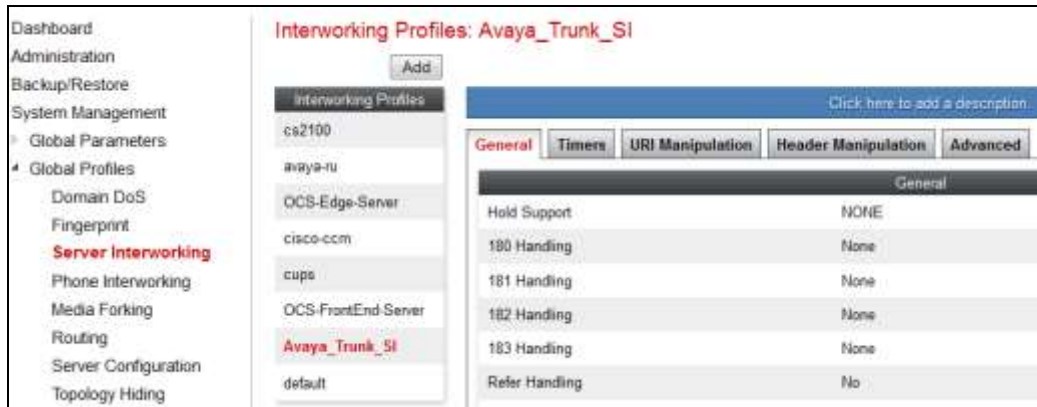 Dashboard
Administration
Backup/Restore
System Management
Global Parameters
Global Profiles
Domain DoS
Fingerprint
Server Interworking
Phone Interworking
Media Forking
Routing
Server Configuration
Topology Hiding
Interworking Profiles: Avaya_Trunk_SI
Add
Interworking Profiles
cs2100
avaya-ru
OCS-Edge-Server
cisco-ccm
cups
OCS-FrontEnd-Server
Avaya_Trunk_SI
default
Click here to add a description.
General Timers URI Manipulation Header Manipulation Advanced
General
Hold Support NONE
180 Handling None
181 Handling None
182 Handling None
183 Handling None
Refer Handling No